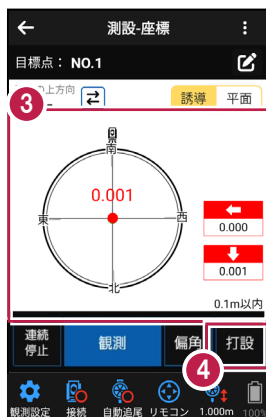 測設-座標
目標点： NO.1
3
の上方向
誘導 平面
南
0.001
東 西
北
0.000
0.001
0.1m以内
連続停止 観測 偏角 打設
4
観測設定 接続 自動追尾 リモコン 1.000m 100%